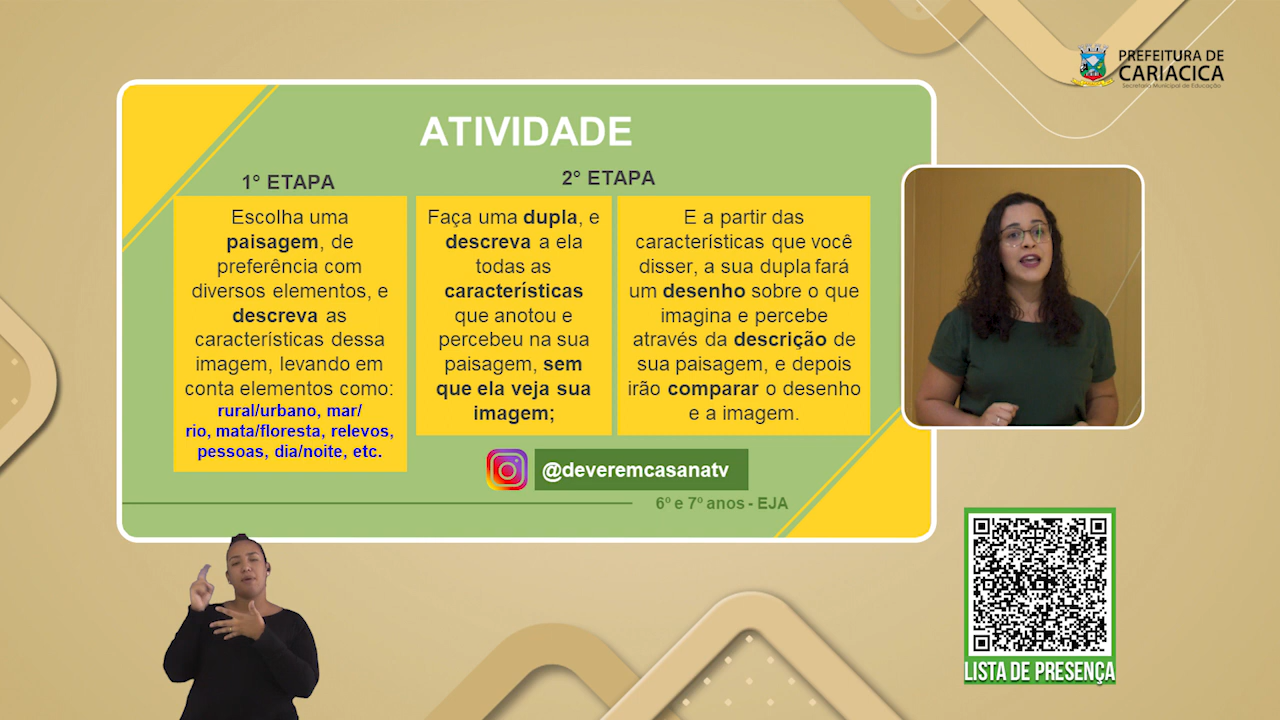 PREFEITURA DE
CARIACICA
Secretaria Municipal de Educação
ATIVIDADE
1° ETAPA
Escolha uma
paisagem, de
preferência com
diversos elementos, e
descreva as
características dessa
imagem, levando em
conta elementos como:
rural/urbano, mar/
rio, mata/floresta, relevos,
pessoas, dia/noite, etc.
2° ETAPA
Faça uma dupla, e
descreva a ela
todas as
características
que anotou e
percebeu na sua
paisagem, sem
que ela veja sua
imagem;
E a partir das
características que você
disser, a sua dupla fará
um desenho sobre o que
imagina e percebe
através da descrição de
sua paisagem, e depois
irão comparar o desenho
e a imagem.
@deveremcasanatv
6º e 7º anos - EJA
LISTA DE PRESENÇA